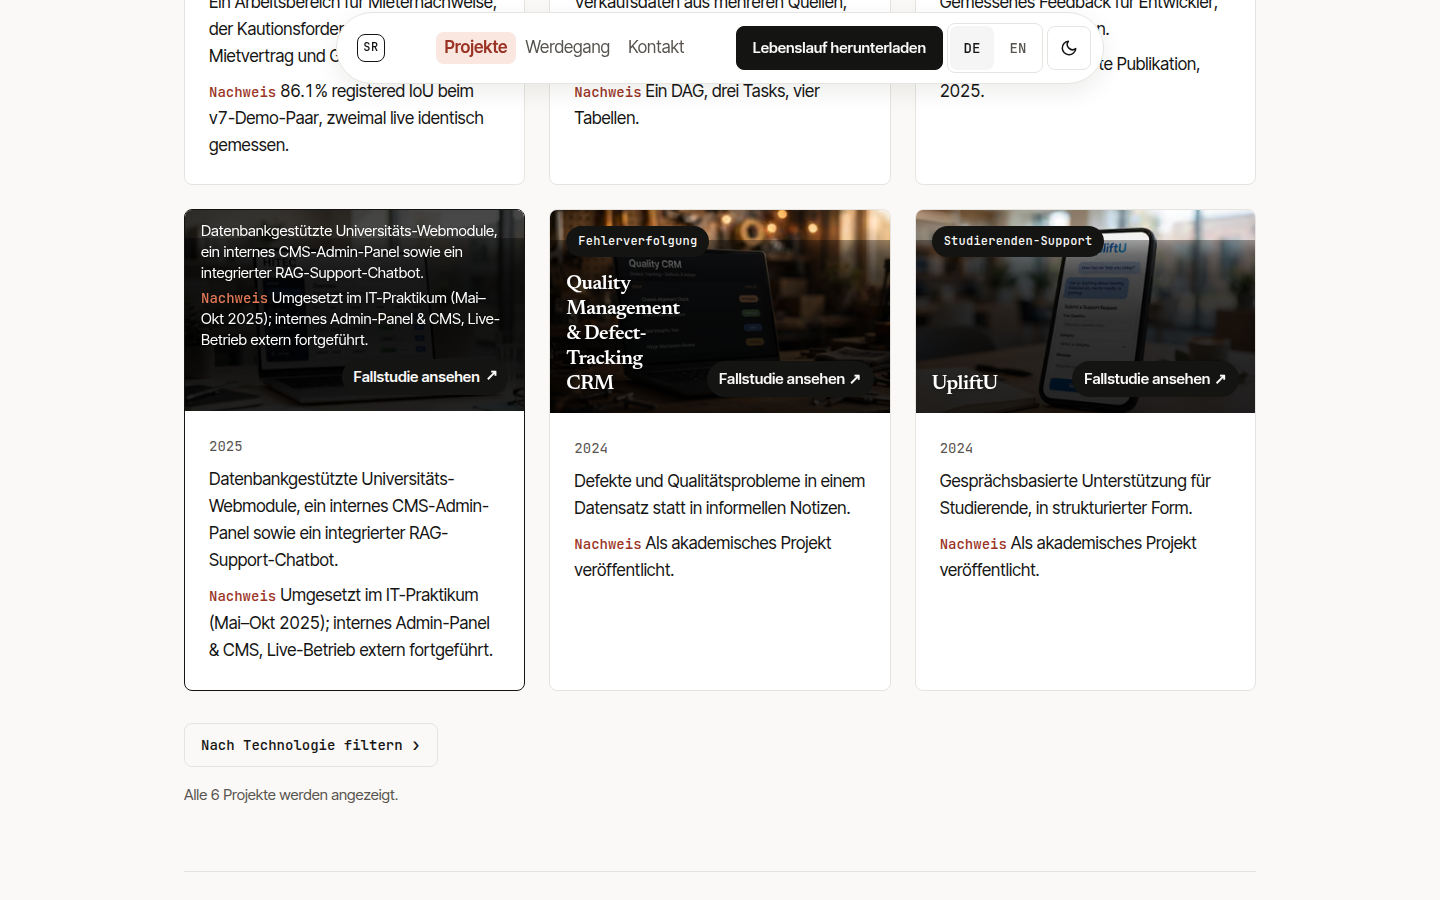 Ein Arbeitsbereich für Mieternachweise,
der Kautionsforder
Mietvertrag und
Nachweis 86.1 % registered IoU beim
v7-Demo-Paar, zweimal live identisch
gemessen.
Verkaufsdaten aus mehreren Quellen,
Nachweis Ein DAG, drei Tasks, vier
Tabellen.
Gemessenes Feedback für Entwickler,
te Publikation,
2025.
SR
Projekte
Werdegang
Kontakt
Lebenslauf herunterladen
DE
EN
Datenbankgestützte Universitäts-Webmodule,
ein internes CMS-Admin-Panel sowie ein
integrierter RAG-Support-Chatbot.
Nachweis Umgesetzt im IT-Praktikum (Mai–
Okt 2025); internes Admin-Panel & CMS, Live-
Betrieb extern fortgeführt.
Fallstudie ansehen ↗
2025
Datenbankgestützte Universitäts-
Webmodule, ein internes CMS-Admin-
Panel sowie ein integrierter RAG-
Support-Chatbot.
Nachweis Umgesetzt im IT-Praktikum
(Mai–Okt 2025); internes Admin-Panel
& CMS, Live-Betrieb extern fortgeführt.
Fehlerverfolgung
Quality CRM
Quality
Management
& Defect-
Tracking
CRM
Fallstudie ansehen ↗
2024
Defekte und Qualitätsprobleme in einem
Datensatz statt in informellen Notizen.
Nachweis Als akademisches Projekt
veröffentlicht.
Studierenden-Support
UpliftU
Fallstudie ansehen ↗
2024
Gesprächsbasierte Unterstützung für
Studierende, in strukturierter Form.
Nachweis Als akademisches Projekt
veröffentlicht.
Nach Technologie filtern ›
Alle 6 Projekte werden angezeigt.